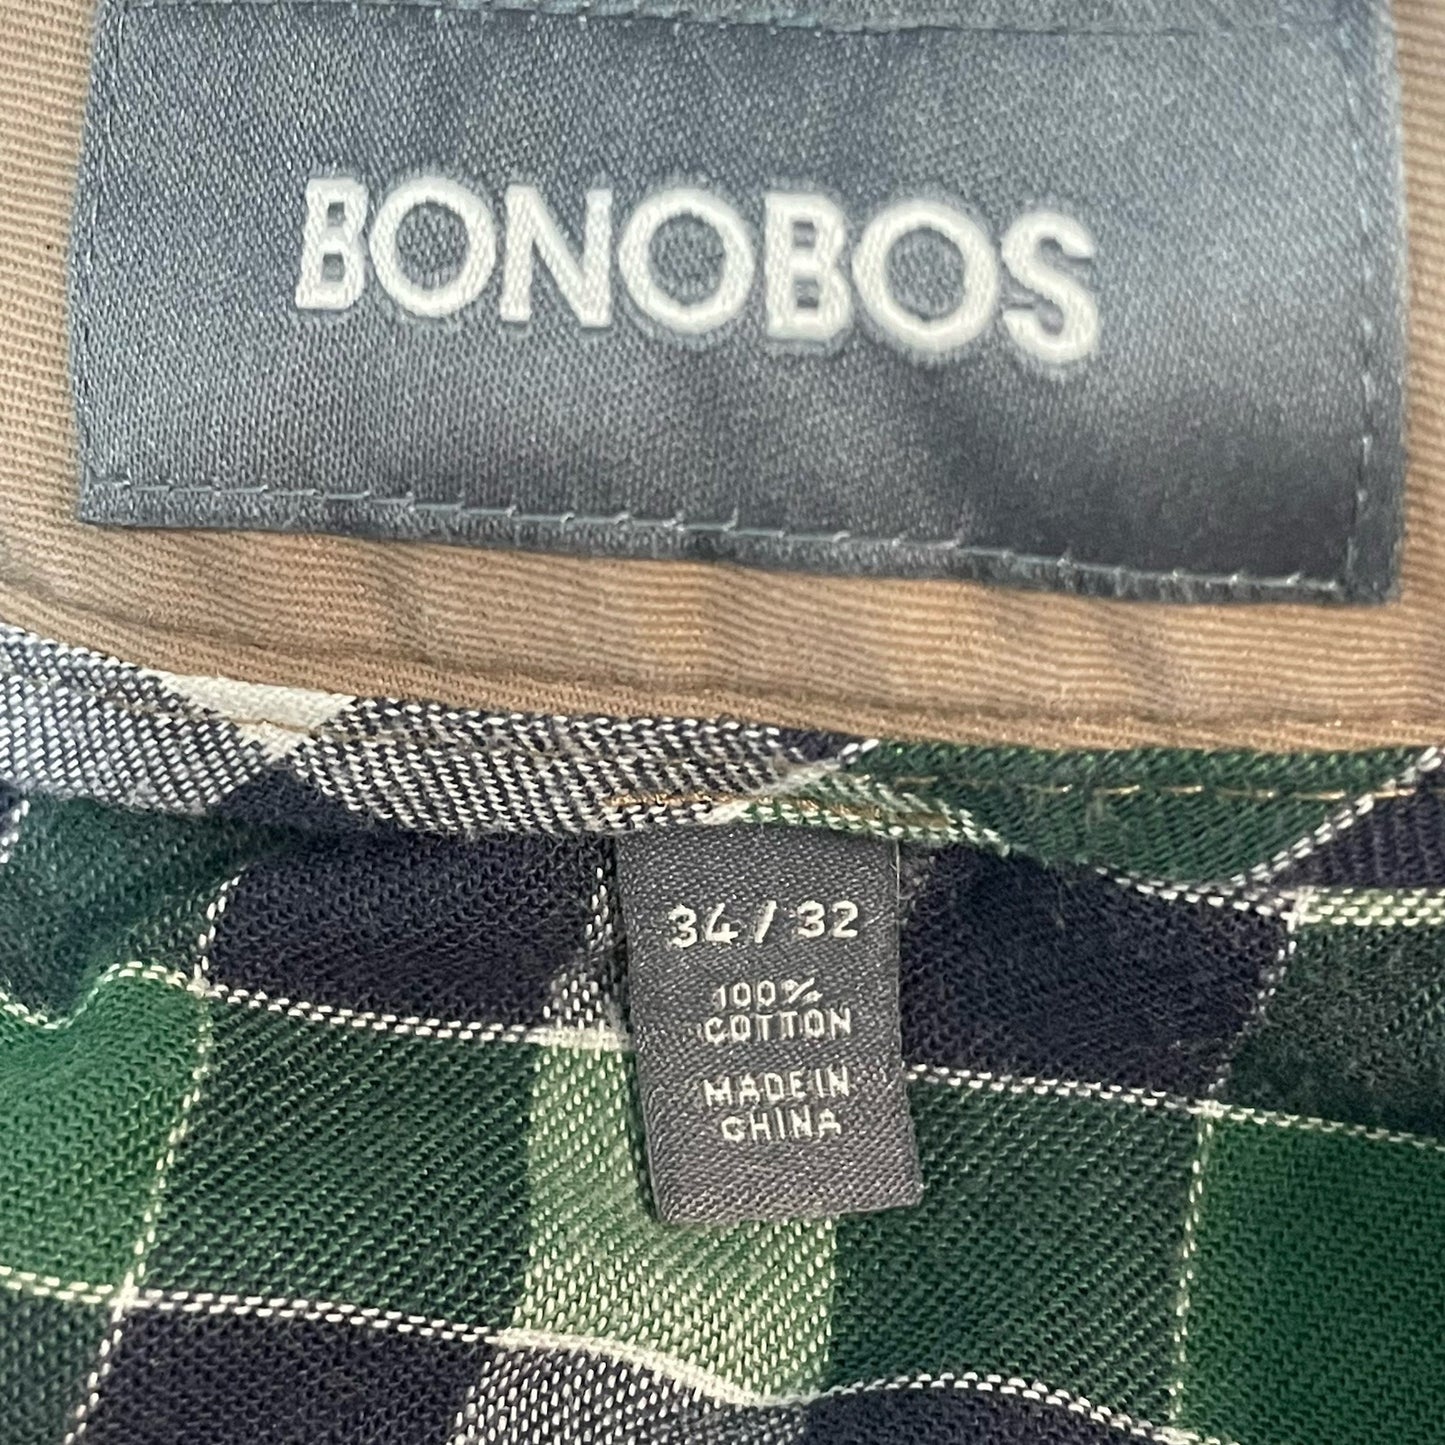 BONOBOS
34 / 32
100%
COTTON
MADE IN
CHINA